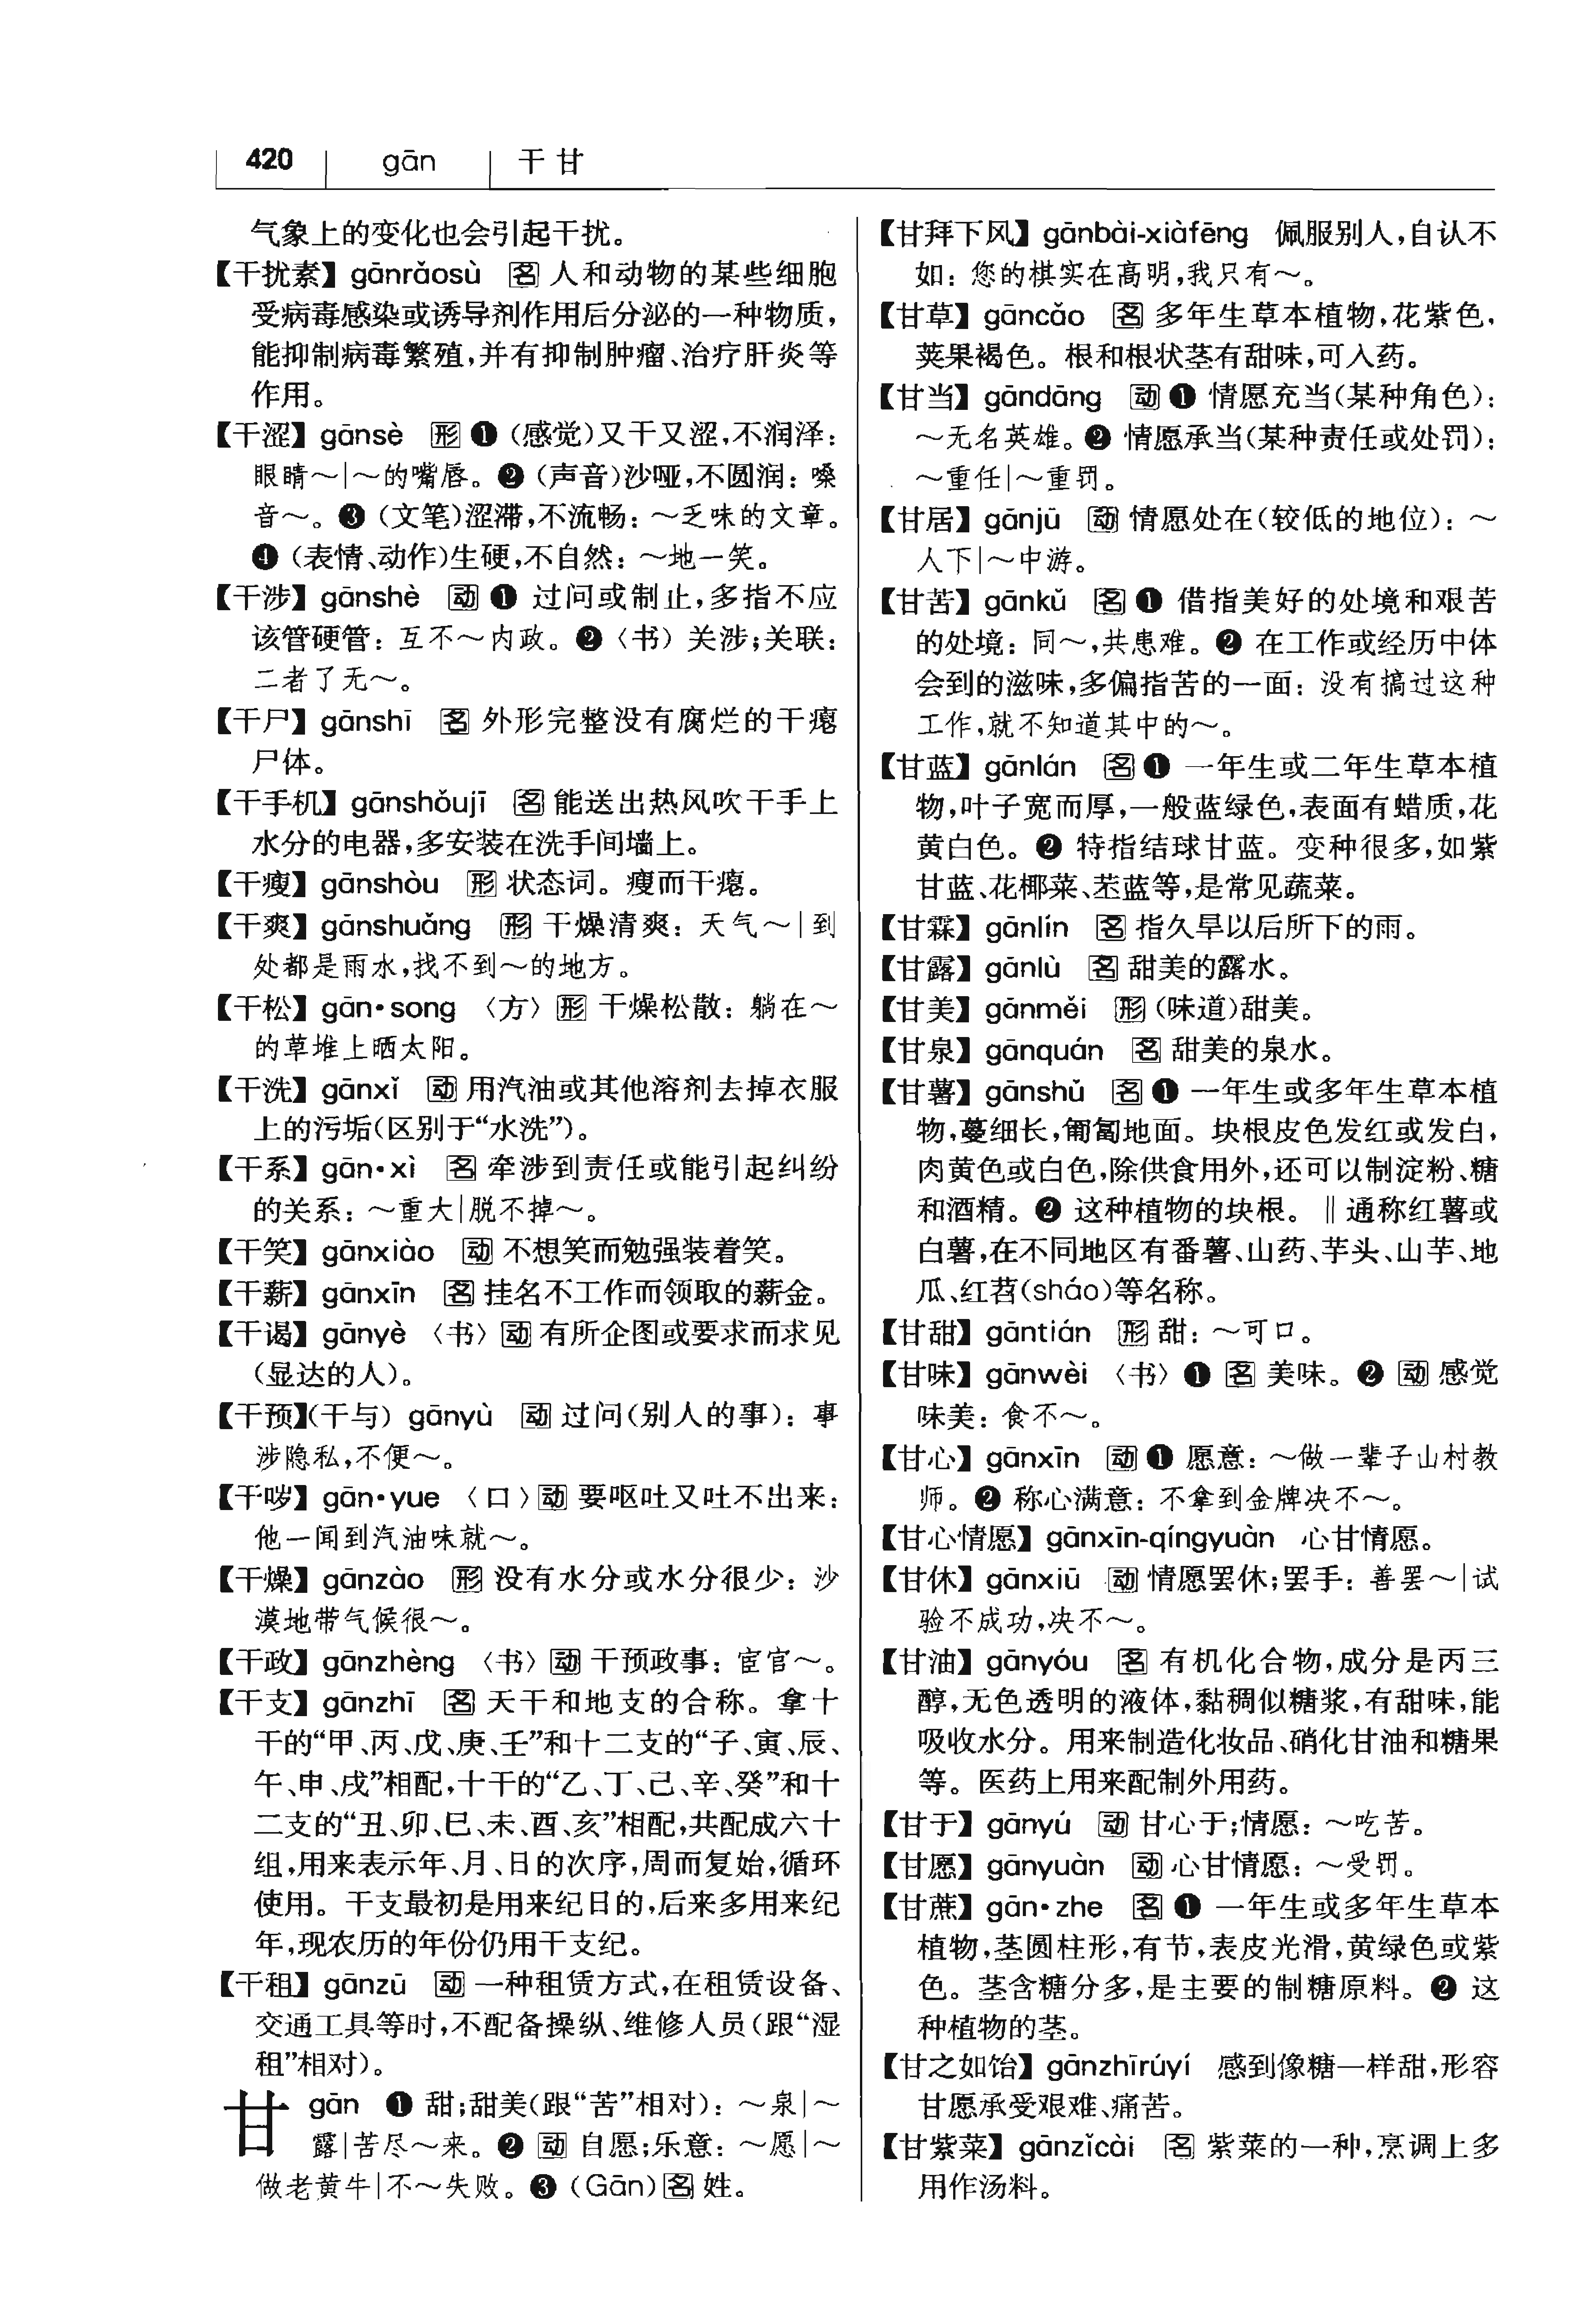 420 gān 干 甘
气象上的变化也会引起干扰。
【干扰素】gānrǎosù 名 人和动物的某些细胞
受病毒感染或诱导剂作用后分泌的一种物质，
能抑制病毒繁殖，并有抑制肿瘤、治疗肝炎等
作用。
【干涩】gānsè 形 ❶（感觉）又干又涩，不润泽：
眼睛～|～的嘴唇。❷（声音）沙哑，不圆润：嗓
音～。❸（文笔）涩滞，不流畅：～乏味的文章。
❹（表情、动作）生硬，不自然：～地一笑。
【干涉】gānshè 动 ❶ 过问或制止，多指不应
该管硬管：互不～内政。❷〈书〉关涉；关联：
二者了无～。
【干尸】gānshī 名 外形完整没有腐烂的干瘪
尸体。
【干手机】gānshǒujī 名 能送出热风吹干手上
水分的电器，多安装在洗手间墙上。
【干瘦】gānshòu 形 状态词。瘦而干瘪。
【干爽】gānshuǎng 形 干燥清爽：天气～|到
处都是雨水，找不到～的地方。
【干松】gān·song 〈方〉形 干燥松散：躺在～
的草堆上晒太阳。
【干洗】gānxǐ 动 用汽油或其他溶剂去掉衣服
上的污垢（区别于“水洗”）。
【干系】gān·xì 名 牵涉到责任或能引起纠纷
的关系：～重大|脱不掉～。
【干笑】gānxiào 动 不想笑而勉强装着笑。
【干薪】gānxīn 名 挂名不工作而领取的薪金。
【干谒】gānyè 〈书〉动 有所企图或要求而求见
（显达的人）。
【干预】（干与）gānyù 动 过问（别人的事）：事
涉隐私，不便～。
【干哕】gān·yue 〈口〉动 要呕吐又吐不出来：
他一闻到汽油味就～。
【干燥】gānzào 形 没有水分或水分很少：沙
漠地带气候很～。
【干政】gānzhèng 〈书〉动 干预政事：宦官～。
【干支】gānzhī 名 天干和地支的合称。拿十
干的“甲、丙、戊、庚、壬”和十二支的“子、寅、辰、
午、申、戌”相配，十干的“乙、丁、己、辛、癸”和十
二支的“丑、卯、巳、未、酉、亥”相配，共配成六十
组，用来表示年、月、日的次序，周而复始，循环
使用。干支最初是用来纪日的，后来多用来纪
年，现农历的年份仍用干支纪。
【干租】gānzū 动 一种租赁方式，在租赁设备、
交通工具等时，不配备操纵、维修人员（跟“湿
租”相对）。
甘 gān ❶ 甜；甜美（跟“苦”相对）：～泉|～
露|苦尽～来。❷ 动 自愿；乐意：～愿|～
做老黄牛|不～失败。❸（Gān）名 姓。
【甘拜下风】gānbài-xiàfēng 佩服别人，自认不
如：您的棋实在高明，我只有～。
【甘草】gāncǎo 名 多年生草本植物，花紫色，
荚果褐色。根和根状茎有甜味，可入药。
【甘当】gāndāng 动 ❶ 情愿充当（某种角色）：
～无名英雄。❷ 情愿承当（某种责任或处罚）：
～重任|～重罚。
【甘居】gānjū 动 情愿处在（较低的地位）：～
人下|～中游。
【甘苦】gānkǔ 名 ❶ 借指美好的处境和艰苦
的处境：同～，共患难。❷ 在工作或经历中体
会到的滋味，多偏指苦的一面：没有搞过这种
工作，就不知道其中的～。
【甘蓝】gānlán 名 ❶ 一年生或二年生草本植
物，叶子宽而厚，一般蓝绿色，表面有蜡质，花
黄白色。❷ 特指结球甘蓝。变种很多，如紫
甘蓝、花椰菜、苤蓝等，是常见蔬菜。
【甘霖】gānlín 名 指久旱以后所下的雨。
【甘露】gānlù 名 甜美的露水。
【甘美】gānměi 形（味道）甜美。
【甘泉】gānquán 名 甜美的泉水。
【甘薯】gānshǔ 名 ❶ 一年生或多年生草本植
物，蔓细长，匍匐地面。块根皮色发红或发白，
肉黄色或白色，除供食用外，还可以制淀粉、糖
和酒精。❷ 这种植物的块根。‖通称红薯或
白薯，在不同地区有番薯、山药、芋头、山芋、地
瓜、红苕（sháo）等名称。
【甘甜】gāntián 形 甜：～可口。
【甘味】gānwèi 〈书〉❶ 名 美味。❷ 动 感觉
味美：食不～。
【甘心】gānxīn 动 ❶ 愿意：～做一辈子山村教
师。❷ 称心满意：不拿到金牌决不～。
【甘心情愿】gānxīn-qíngyuàn 心甘情愿。
【甘休】gānxiū 动 情愿罢休；罢手：善罢～|试
验不成功，决不～。
【甘油】gānyóu 名 有机化合物，成分是丙三
醇，无色透明的液体，黏稠似糖浆，有甜味，能
吸收水分。用来制造化妆品、硝化甘油和糖果
等。医药上用来配制外用药。
【甘于】gānyú 动 甘心于；情愿：～吃苦。
【甘愿】gānyuàn 动 心甘情愿：～受罚。
【甘蔗】gān·zhe 名 ❶ 一年生或多年生草本
植物，茎圆柱形，有节，表皮光滑，黄绿色或紫
色。茎含糖分多，是主要的制糖原料。❷ 这
种植物的茎。
【甘之如饴】gānzhīrúyí 感到像糖一样甜，形容
甘愿承受艰难、痛苦。
【甘紫菜】gānzǐcài 名 紫菜的一种，烹调上多
用作汤料。